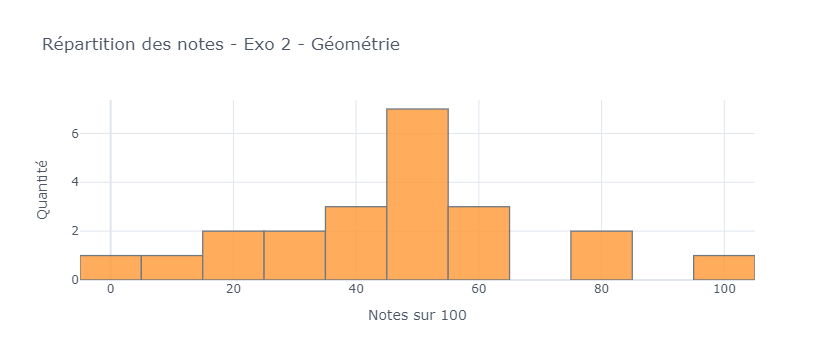 Répartition des notes - Exo 2 - Géométrie
Quantité
6
4
2
0
0 20 40 60 80 100
Notes sur 100